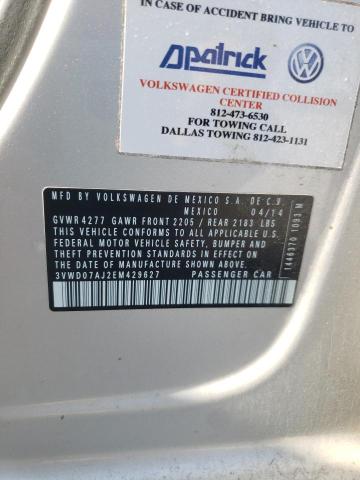 IN CASE OF ACCIDENT BRING VEHICLE TO
Dpatrick
VOLKSWAGEN CERTIFIED COLLISION
CENTER
812-473-6530
FOR TOWING CALL
DALLAS TOWING 812-423-1131
MFD BY VOLKSWAGEN DE MEXICO S.A. DE C.V.
MEXICO 04/14
GVWR 4277 GAWR FRONT 2205 / REAR 2183 LBS
THIS VEHICLE CONFORMS TO ALL APPLICABLE U.S.
FEDERAL MOTOR VEHICLE SAFETY, BUMPER AND
THEFT PREVENTION STANDARDS IN EFFECT ON THE
DATE OF MANUFACTURE SHOWN ABOVE.
3VWD07AJ2EM429627 PASSENGER CAR
1446370 1093 M